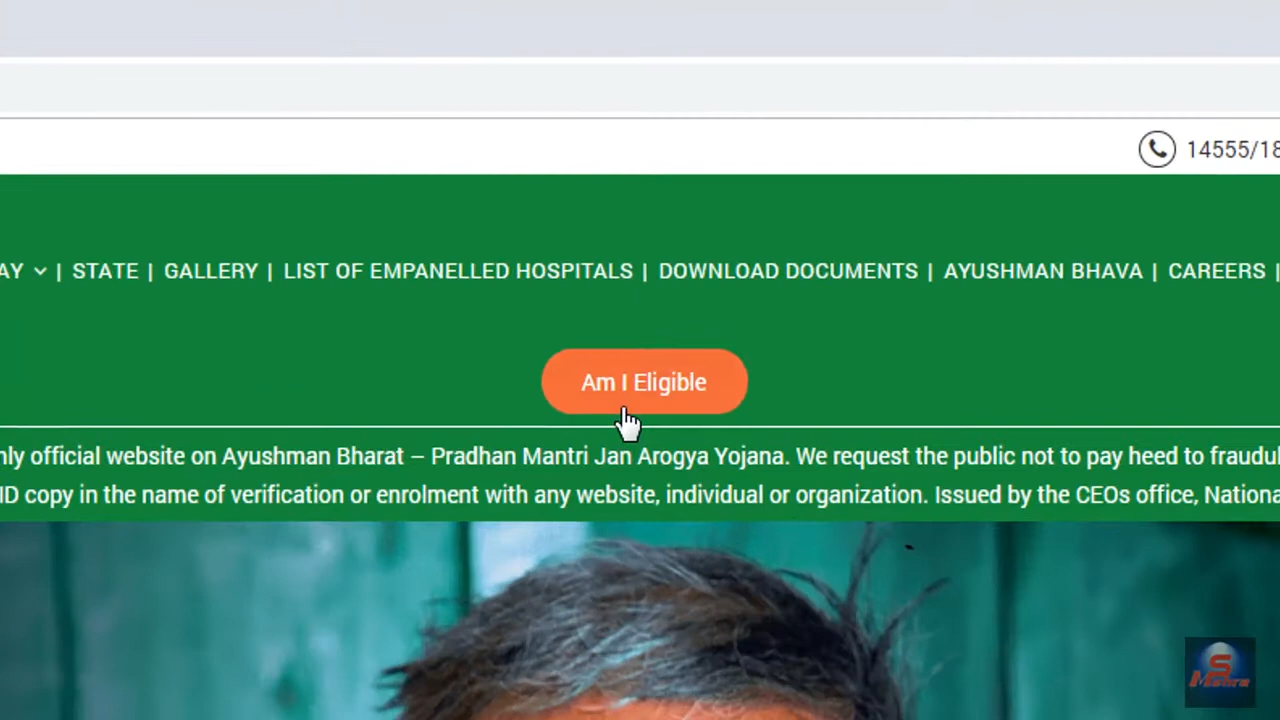 14555/18
AY | STATE | GALLERY | LIST OF EMPANELLED HOSPITALS | DOWNLOAD DOCUMENTS | AYUSHMAN BHAVA | CAREERS |
Am I Eligible
nly official website on Ayushman Bharat – Pradhan Mantri Jan Arogya Yojana. We request the public not to pay heed to fraudul
ID copy in the name of verification or enrolment with any website, individual or organization. Issued by the CEOs office, Nationa
S